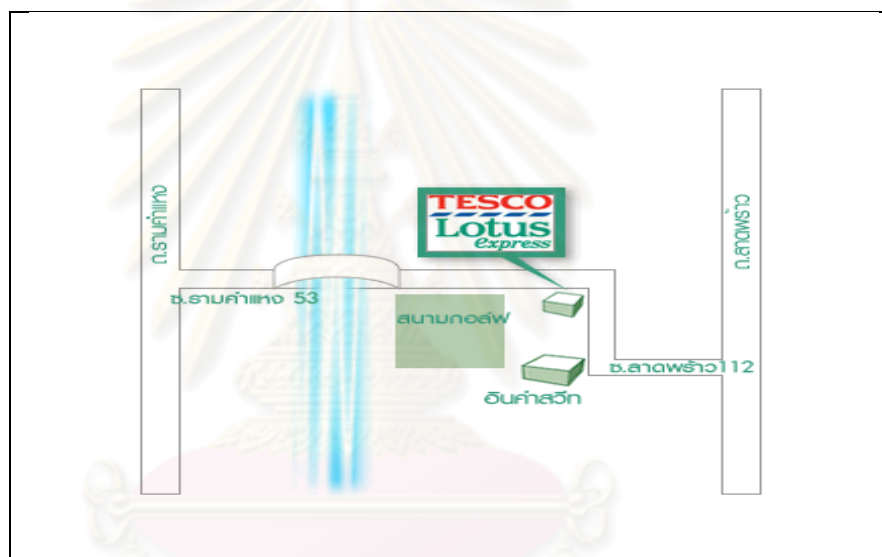 TESCO
Lotus
express
ถ.รามคำแหง
ถ.ลาดพร้าว
ซ.รามคำแหง 53
สนามกอล์ฟ
ซ.ลาดพร้าว112
อินคำสวีท